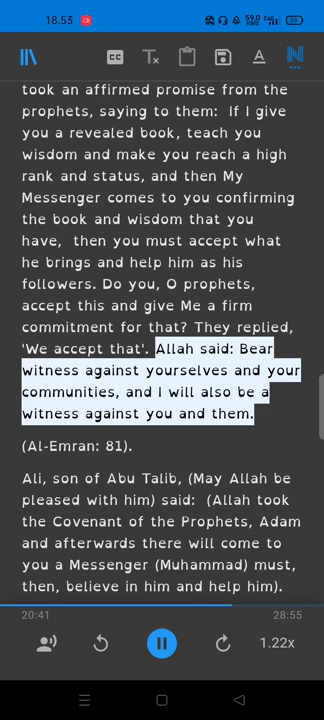 18.53
59.0
KB/S
CC
took an affirmed promise from the
prophets, saying to them:  If I give
you a revealed book, teach you
wisdom and make you reach a high
rank and status, and then My
Messenger comes to you confirming
the book and wisdom that you
have,  then you must accept what
he brings and help him as his
followers. Do you, O prophets,
accept this and give Me a firm
commitment for that? They replied,
'We accept that'. Allah said: Bear
witness against yourselves and your
communities, and I will also be a
witness against you and them.
(Al-Emran: 81).
Ali, son of Abu Talib, (May Allah be
pleased with him) said:  (Allah took
the Covenant of the Prophets, Adam
and afterwards there will come to
you a Messenger (Muhammad) must,
then, believe in him and help him).
20:41
28:55
1.22x